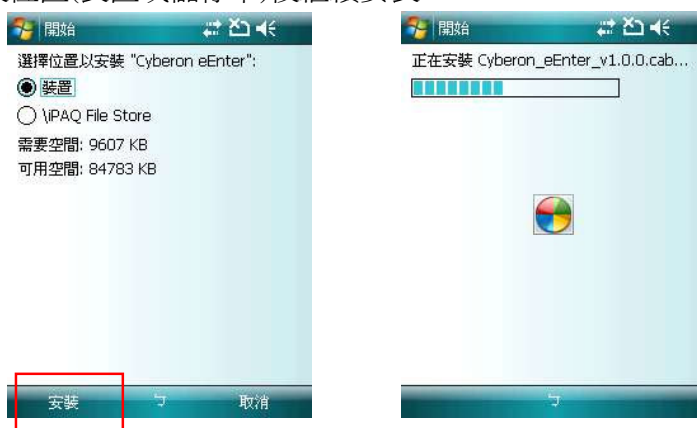 開始
選擇位置以安裝 "Cyberon eEnter":
裝置
\iPAQ File Store
需要空間: 9607 KB
可用空間: 84783 KB
安裝 ㄅ 取消
開始
正在安裝 Cyberon_eEnter_v1.0.0.cab...
ㄅ